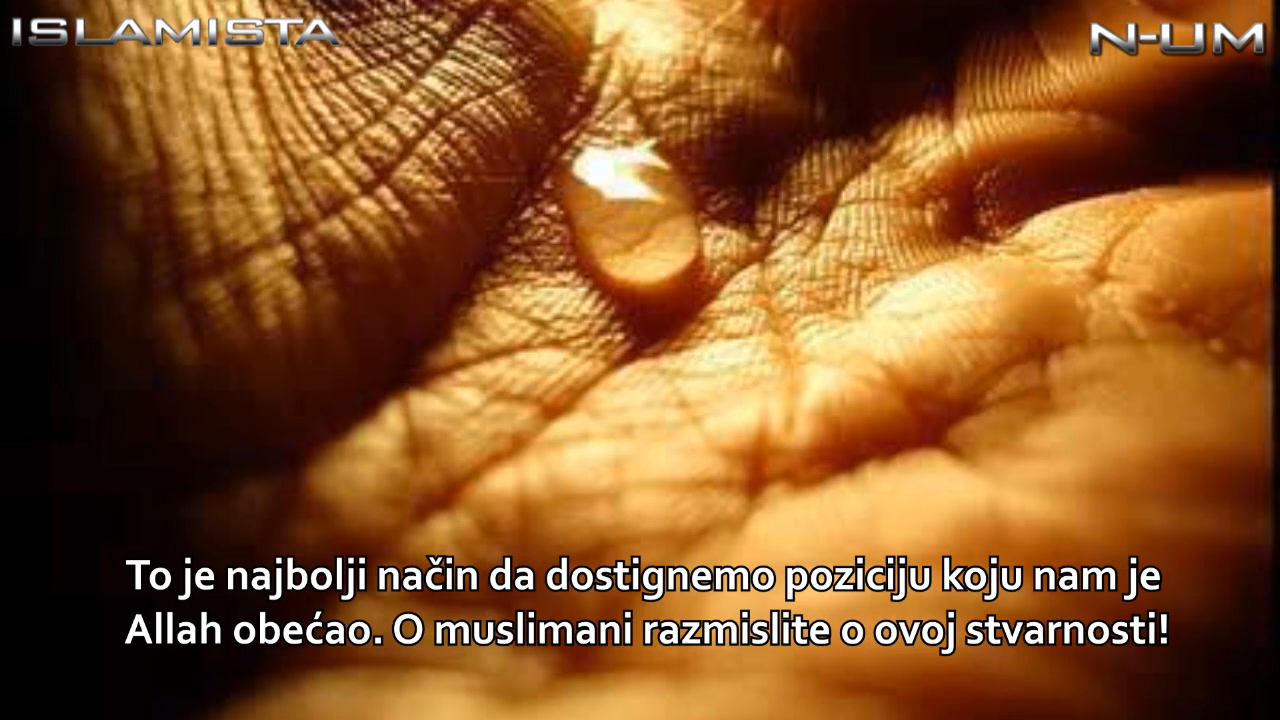 ISLAMISTA
N-UM
To je najbolji način da dostignemo poziciju koju nam je
Allah obećao. O muslimani razmislite o ovoj stvarnosti!